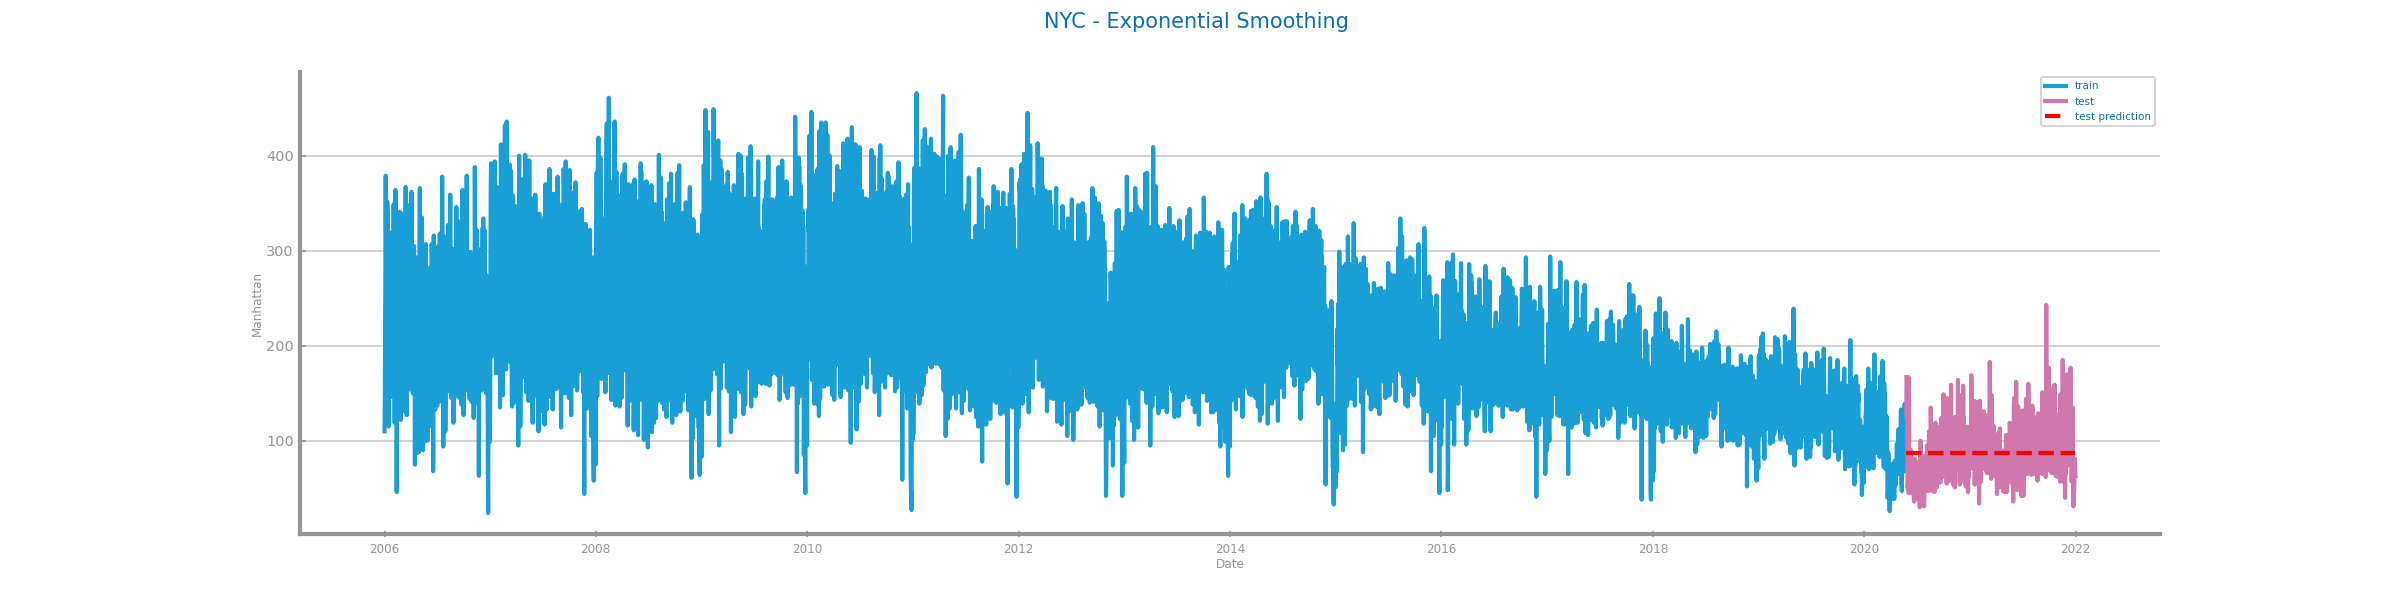 NYC - Exponential Smoothing
train
test
test prediction
400
300
200
100
Manhattan
2006 2008 2010 2012 2014 2016 2018 2020 2022
Date